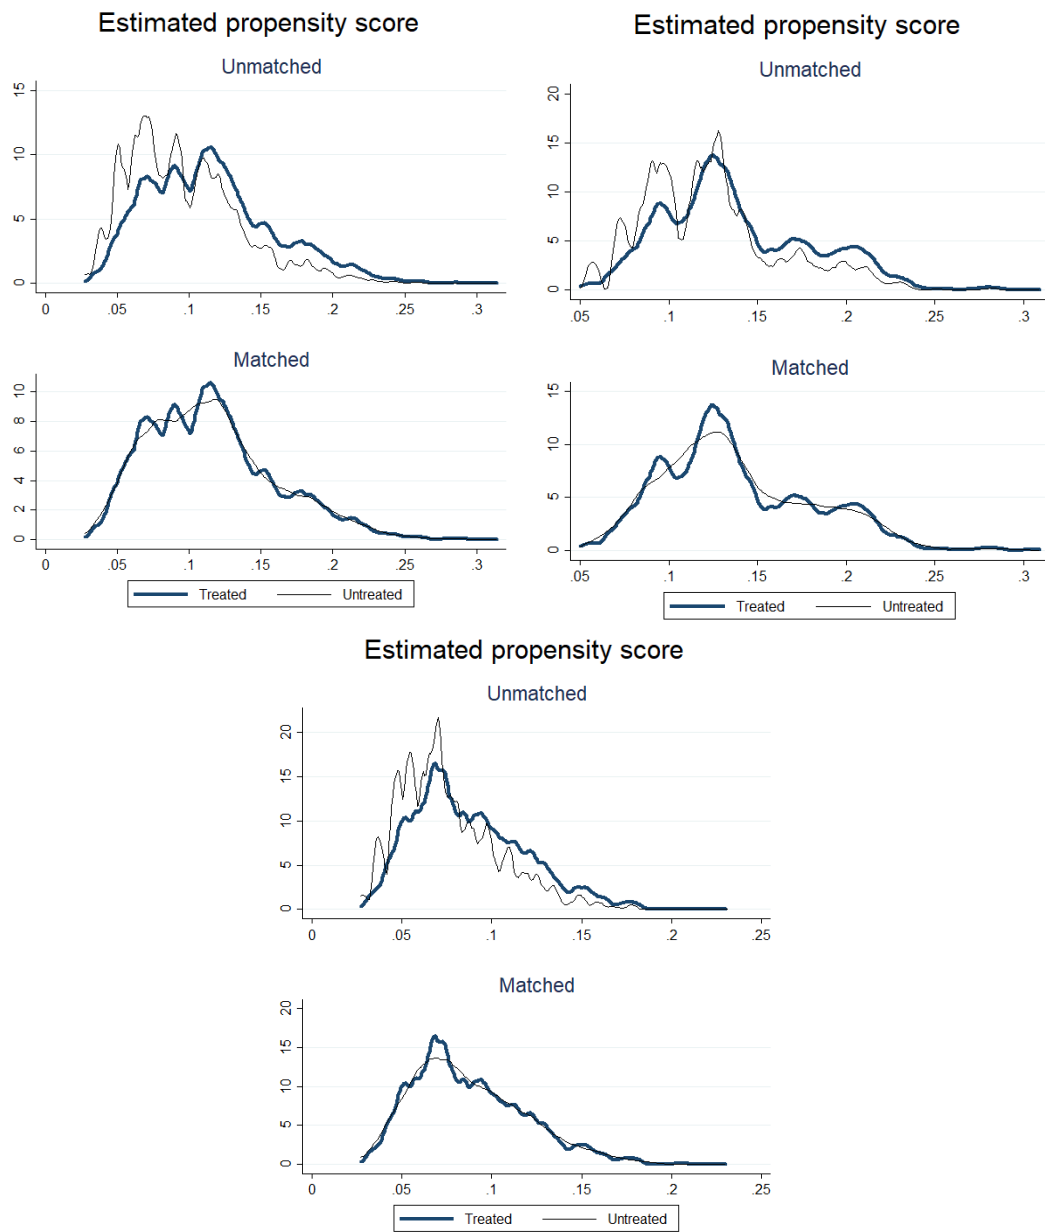 Estimated propensity score
Unmatched
15
10
5
0
0 .05 .1 .15 .2 .25 .3
Matched
10
8
6
4
2
0
0 .05 .1 .15 .2 .25 .3
Treated Untreated
Estimated propensity score
Unmatched
20
15
10
5
0
.05 .1 .15 .2 .25 .3
Matched
15
10
5
0
.05 .1 .15 .2 .25 .3
Treated Untreated
Estimated propensity score
Unmatched
20
15
10
5
0
0 .05 .1 .15 .2 .25
Matched
20
15
10
5
0
0 .05 .1 .15 .2 .25
Treated Untreated